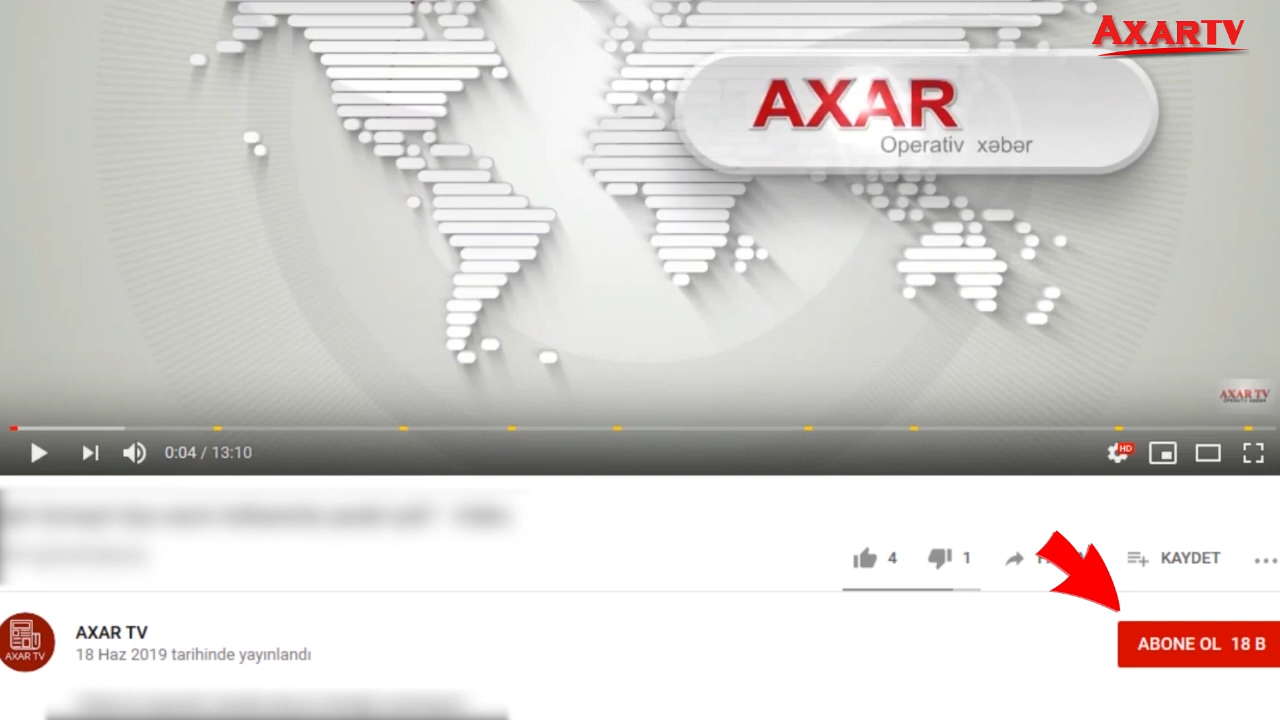 AXARTV
AXAR
Operativ xəbər
AXAR TV
0:04 / 13:10
HD
4
1
KAYDET
AXAR TV
AXAR TV
18 Haz 2019 tarihinde yayınlandı
ABONE OL 18 B